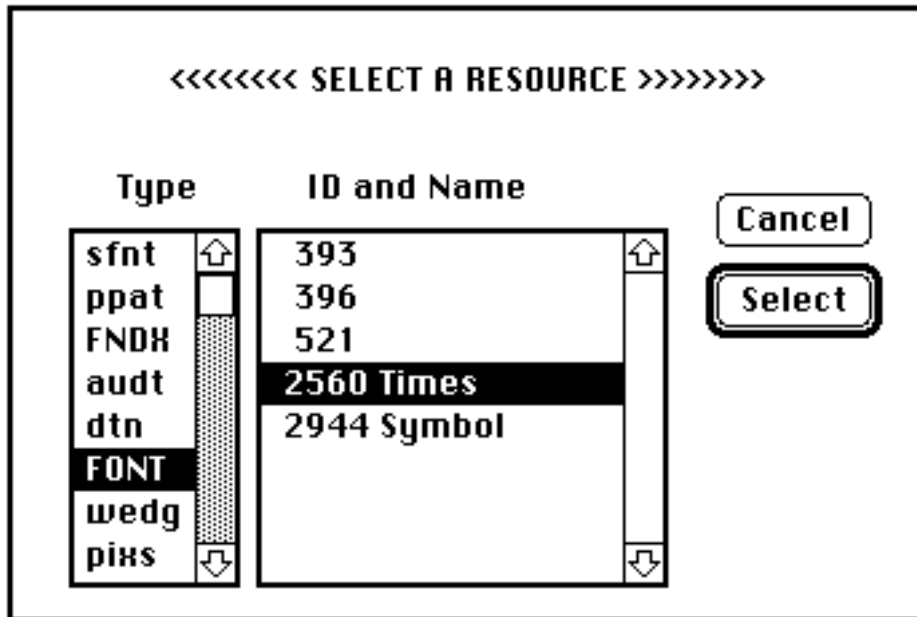 <<<<<<<< SELECT A RESOURCE >>>>>>>>
Type
ID and Name
sfnt
ppat
FNDX
audt
dtn
FONT
wedg
pixs
393
396
521
2560 Times
2944 Symbol
Cancel
Select